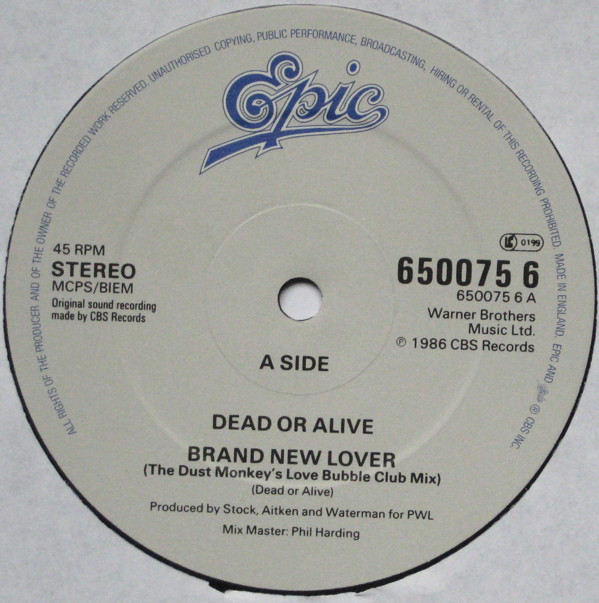 ALL RIGHTS OF THE PRODUCER AND OF THE OWNER OF THE RECORDED WORK RESERVED. UNAUTHORISED COPYING, PUBLIC PERFORMANCE, BROADCASTING, HIRING OR RENTAL OF THIS RECORDING PROHIBITED. MADE IN ENGLAND. EPIC AND ® CBS INC.
Epic
LC 0199
45 RPM
STEREO
MCPS/BIEM
Original sound recording
made by CBS Records
650075 6
650075 6 A
Warner Brothers
Music Ltd.
℗ 1986 CBS Records
A SIDE
DEAD OR ALIVE
BRAND NEW LOVER
(The Dust Monkey's Love Bubble Club Mix)
(Dead or Alive)
Produced by Stock, Aitken and Waterman for PWL
Mix Master: Phil Harding